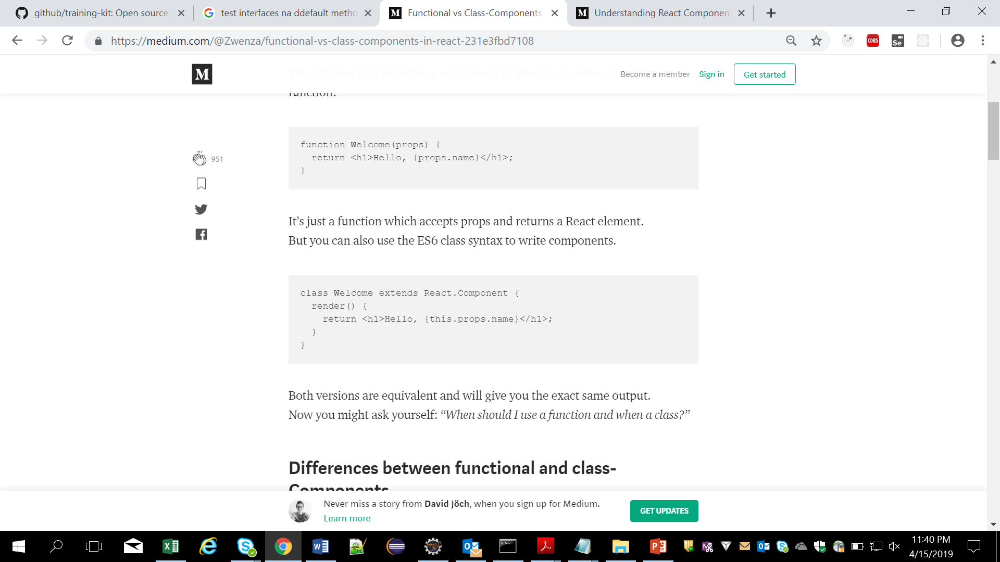 github/training-kit: Open source
test interfaces na ddefault metho
Functional vs Class-Components
Understanding React Component
https://medium.com/@Zwenza/functional-vs-class-components-in-react-231e3fbd7108
CORS
Se
M
The simplest way to define a component in React is to write a
Become a member
Sign in
Get started
function:
function Welcome(props) {
return <h1>Hello, {props.name}</h1>;
}
951
It’s just a function which accepts props and returns a React element.
But you can also use the ES6 class syntax to write components.
class Welcome extends React.Component {
render() {
return <h1>Hello, {this.props.name}</h1>;
}
}
Both versions are equivalent and will give you the exact same output.
Now you might ask yourself: “When should I use a function and when a class?”
Differences between functional and class-
Components
Never miss a story from David Jöch, when you sign up for Medium.
Learn more
GET UPDATES
11:40 PM
4/15/2019